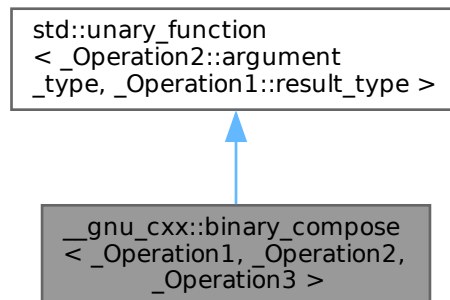 std::unary_function
< _Operation2::argument
_type, _Operation1::result_type >
__gnu_cxx::binary_compose
< _Operation1, _Operation2,
_Operation3 >